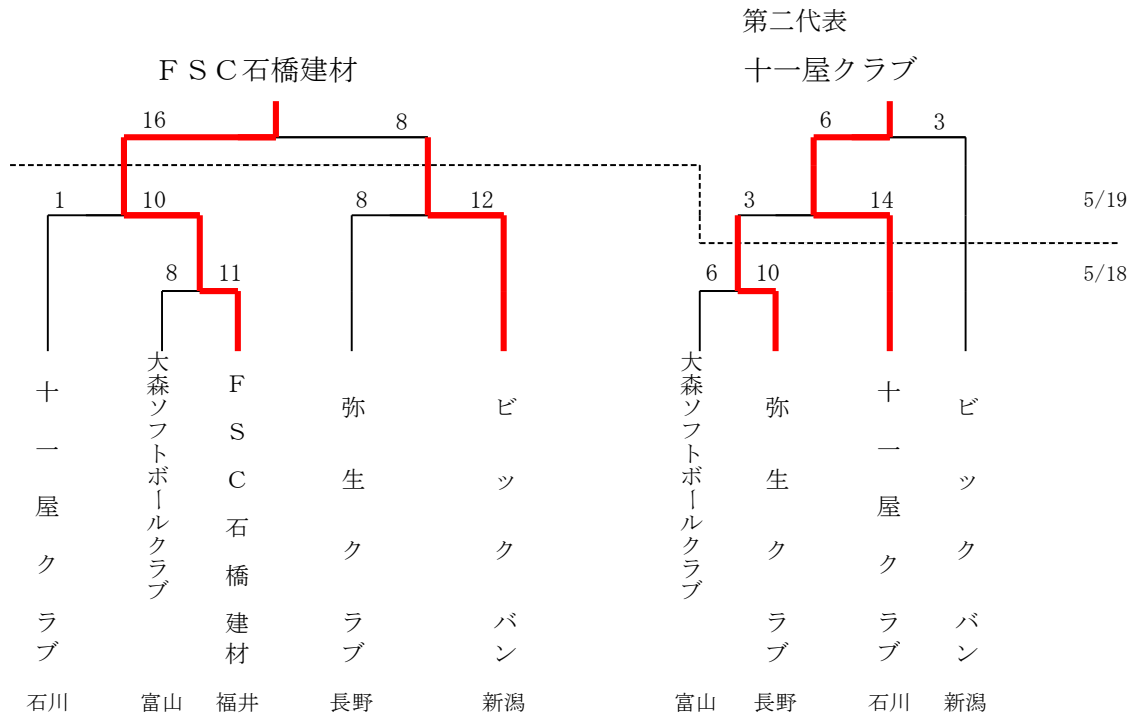 第二代表
ＦＳＣ石橋建材
十一屋クラブ
16
8
6
3
1
10
8
12
3
14
5/19
8
11
6
10
5/18
十一屋クラブ
大森ソフトボールクラブ
ＦＳＣ石橋建材
弥生クラブ
ビックバン
大森ソフトボールクラブ
弥生クラブ
十一屋クラブ
ビックバン
石川
富山
福井
長野
新潟
富山
長野
石川
新潟